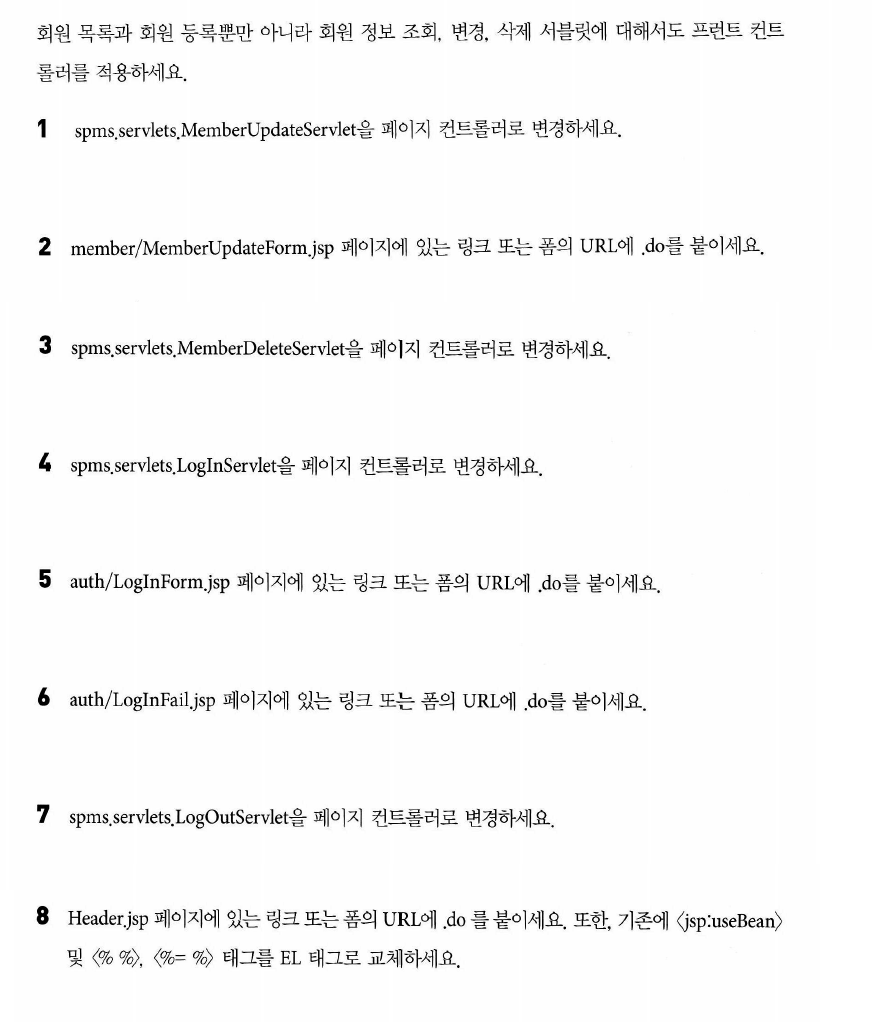 회원 목록과 회원 등록뿐만 아니라 회원 정보 조회, 변경, 삭제 서블릿에 대해서도 프런트 컨트
롤러를 적용하세요.
1 spms.servlets.MemberUpdateServlet을 페이지 컨트롤러로 변경하세요.
2 member/MemberUpdateForm.jsp 페이지에 있는 링크 또는 폼의 URL에 .do를 붙이세요.
3 spms.servlets.MemberDeleteServlet을 페이지 컨트롤러로 변경하세요.
4 spms.servlets.LogInServlet을 페이지 컨트롤러로 변경하세요.
5 auth/LogInForm.jsp 페이지에 있는 링크 또는 폼의 URL에 .do를 붙이세요.
6 auth/LogInFail.jsp 페이지에 있는 링크 또는 폼의 URL에 .do를 붙이세요.
7 spms.servlets.LogOutServlet을 페이지 컨트롤러로 변경하세요.
8 Header.jsp 페이지에 있는 링크 또는 폼의 URL에 .do 를 붙이세요. 또한, 기존에 〈jsp:useBean〉
및 〈% %〉, 〈%= %〉 태그를 EL 태그로 교체하세요.